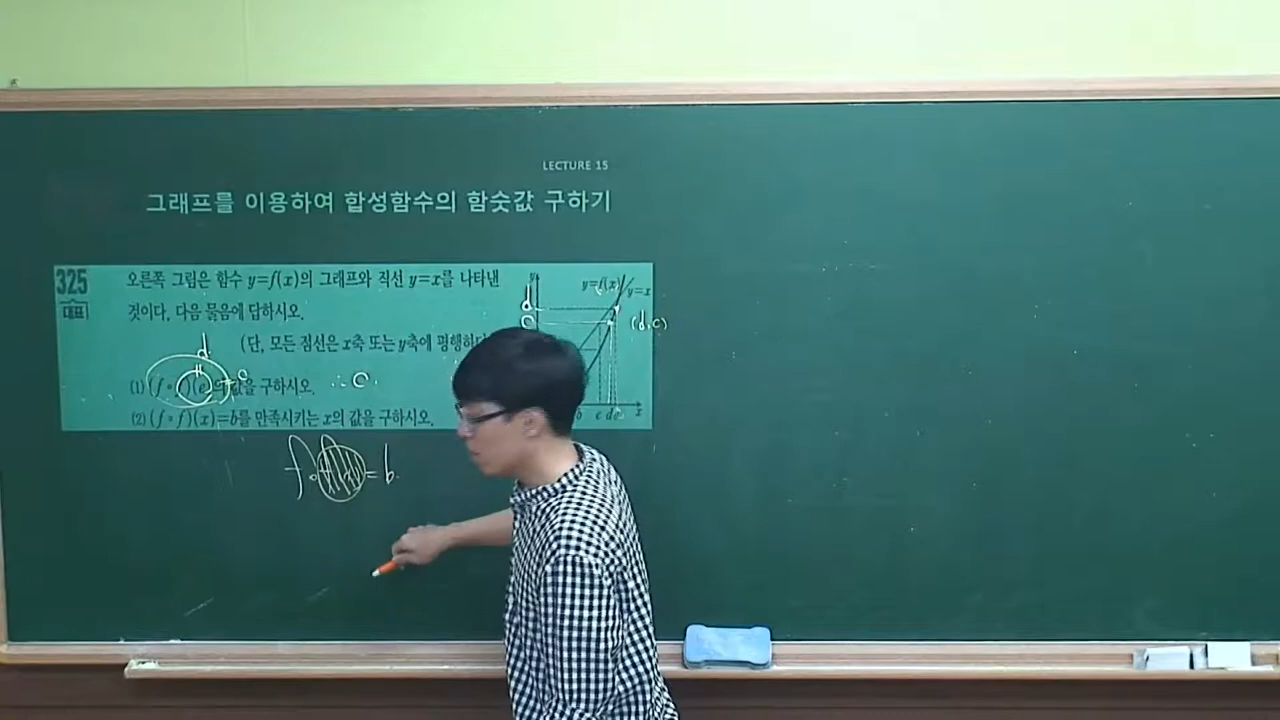 LECTURE 15
그래프를 이용하여 합성함수의 함숫값 구하기
325
대표
오른쪽 그림은 함수 y=f(x)의 그래프와 직선 y=x를 나타낸
것이다. 다음 물음에 답하시오.
(단, 모든 점선은 x축 또는 y축에 평행하다
(1) (f∘f)(e)의 값을 구하시오. ∴ c.
(2) (f∘f)(x)=b를 만족시키는 x의 값을 구하시오.
y
y=f(x)
y=x
d
c
(d,c)
b c d e x
d
=
c
= b.